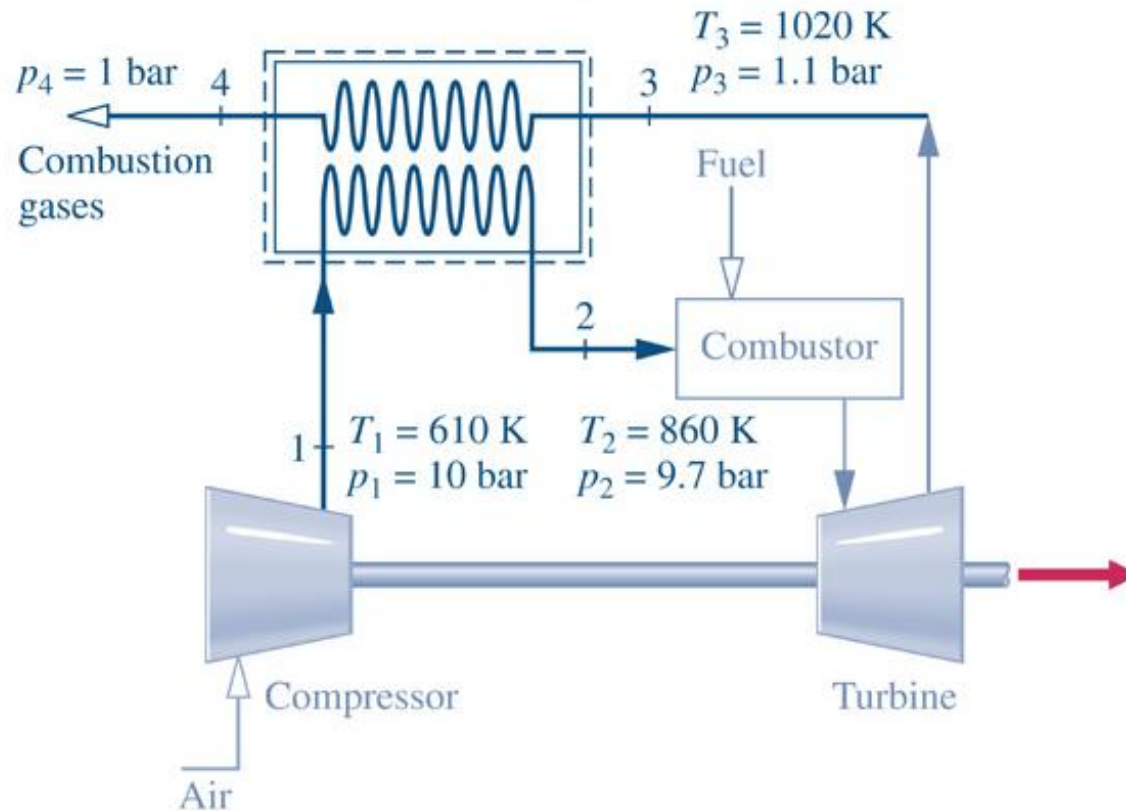 T₃ = 1020 K
p₃ = 1.1 bar
p₄ = 1 bar
4
3
Combustion
gases
Fuel
2
Combustor
1
T₁ = 610 K
p₁ = 10 bar
T₂ = 860 K
p₂ = 9.7 bar
Compressor
Turbine
Air